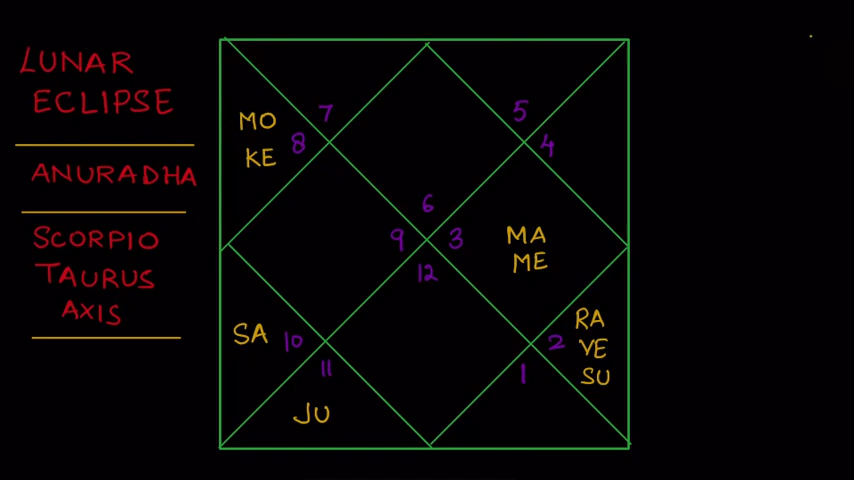 LUNAR
ECLIPSE
ANURADHA
SCORPIO
TAURUS
AXIS
7
5
MO
8
4
KE
6
9
3
MA
12
ME
SA
10
2
RA
VE
11
1
SU
JU